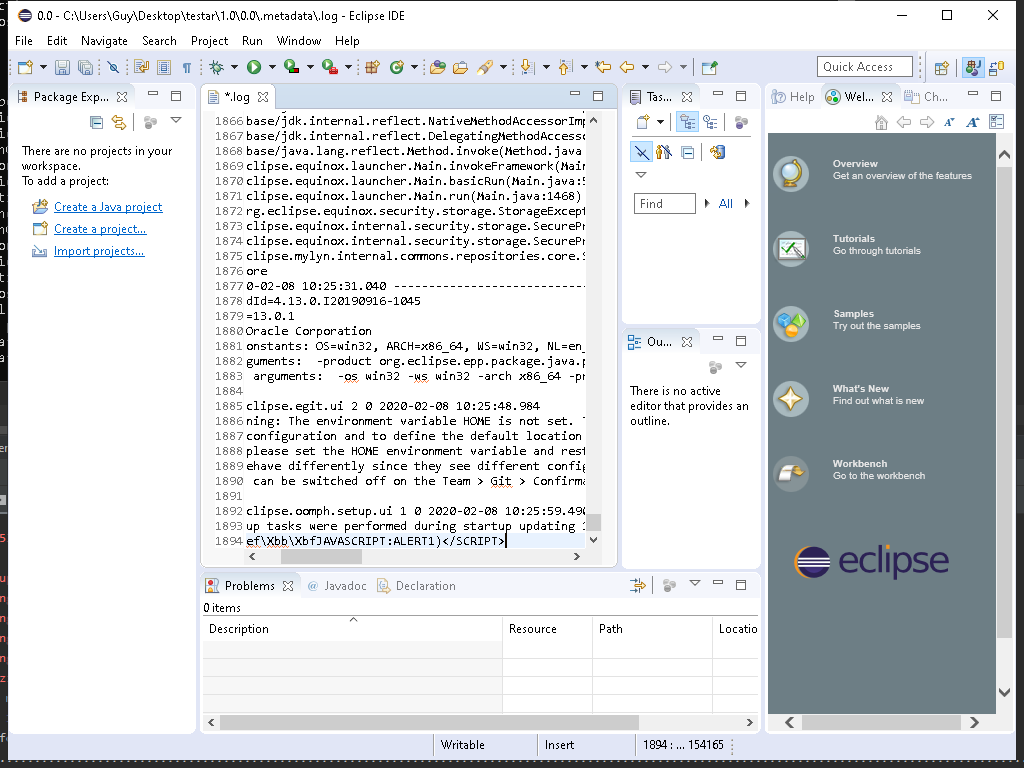 0.0 - C:\Users\Guy\Desktop\testar\1.0\0.0\.metadata\.log - Eclipse IDE
File Edit Navigate Search Project Run Window Help
Quick Access
Package Exp...
There are no projects in your
workspace.
To add a project:
Create a Java project
Create a project...
Import projects...
*.log
1866 base/jdk.internal.reflect.NativeMethodAccessorImp
1867 base/jdk.internal.reflect.DelegatingMethodAccesso
1868 base/java.lang.reflect.Method.invoke(Method.java
1869 clipse.equinox.launcher.Main.invokeFramework(Mai
1870 clipse.equinox.launcher.Main.basicRun(Main.java:5
1871 clipse.equinox.launcher.Main.run(Main.java:1468)
1872 rg.eclipse.equinox.security.storage.StorageExcept
1873 clipse.equinox.internal.security.storage.SecurePr
1874 clipse.equinox.internal.security.storage.SecurePr
1875 clipse.mylyn.internal.commons.repositories.core.S
1876 ore
1877 0-02-08 10:25:31.040 -----------------------------
1878 dId=4.13.0.I20190916-1045
1879 =13.0.1
1880 Oracle Corporation
1881 onstants: OS=win32, ARCH=x86_64, WS=win32, NL=en_
1882 guments:  -product org.eclipse.epp.package.java.p
1883  arguments:  -os win32 -ws win32 -arch x86_64 -pr
1884
1885 clipse.egit.ui 2 0 2020-02-08 10:25:48.984
1886 ning: The environment variable HOME is not set. T
1887 configuration and to define the default location
1888 please set the HOME environment variable and rest
1889 ehave differently since they see different config
1890  can be switched off on the Team > Git > Confirma
1891
1892 clipse.oomph.setup.ui 1 0 2020-02-08 10:25:59.490
1893 up tasks were performed during startup updating 1
1894 ef\Xbb\XbfJAVASCRIPT:ALERT1)</SCRIPT>
Tas...
Find
All
Ou...
There is no active
editor that provides an
outline.
Help Wel... Ch...
Overview
Get an overview of the features
Tutorials
Go through tutorials
Samples
Try out the samples
What's New
Find out what is new
Workbench
Go to the workbench
eclipse
Problems @ Javadoc Declaration
0 items
Description Resource Path Locatio
Writable Insert 1894 : ... 154165